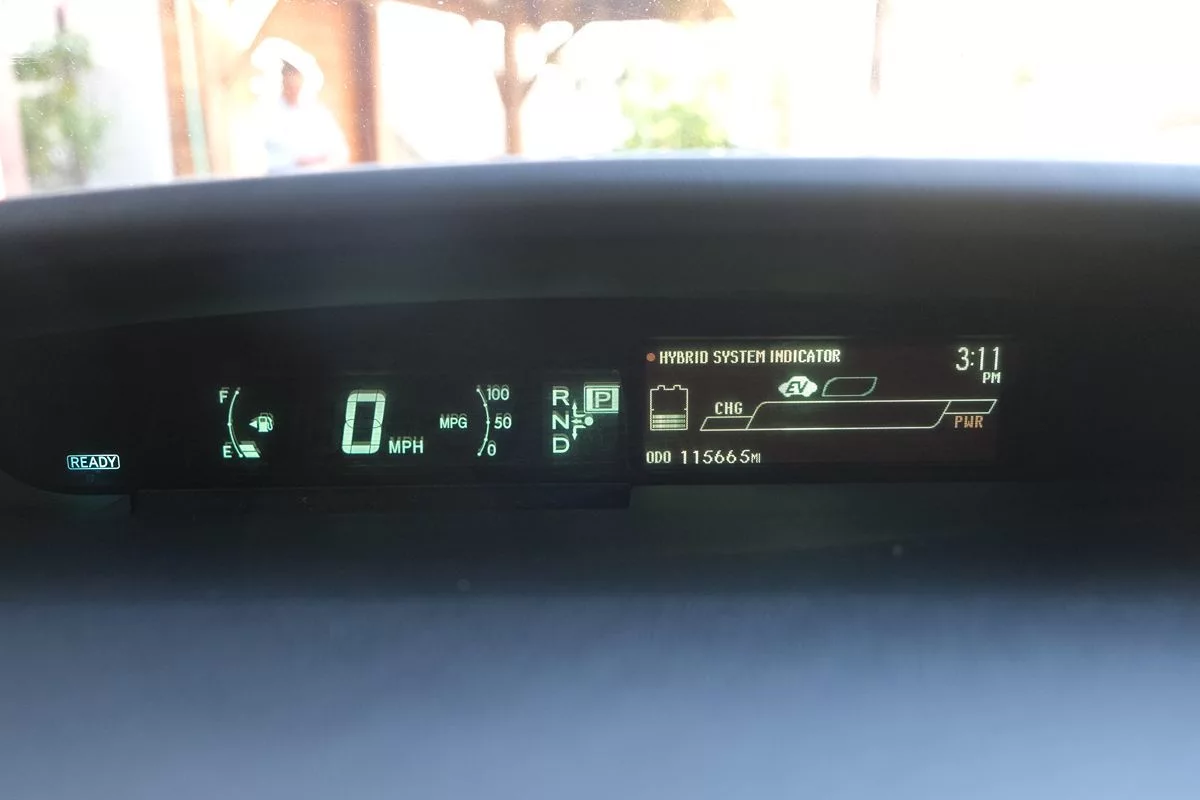 READY
F
E
0 MPH
MPG
100
50
0
R
N
D
P
HYBRID SYSTEM INDICATOR
3:11
PM
EV
CHG
PWR
ODO 115665MI